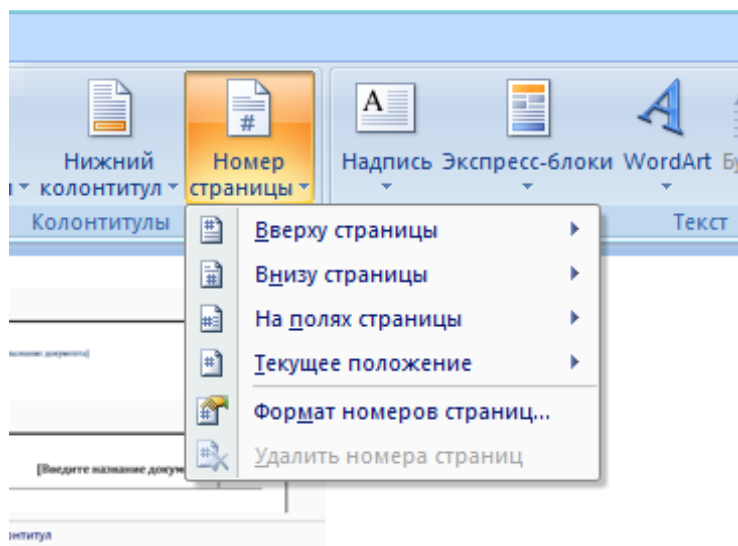 Нижний
колонтитул
Номер
страницы
Надпись Экспресс-блоки WordArt
Колонтитулы
Текст
Вверху страницы
Внизу страницы
На полях страницы
Текущее положение
Формат номеров страниц...
Удалить номера страниц
[Введите название